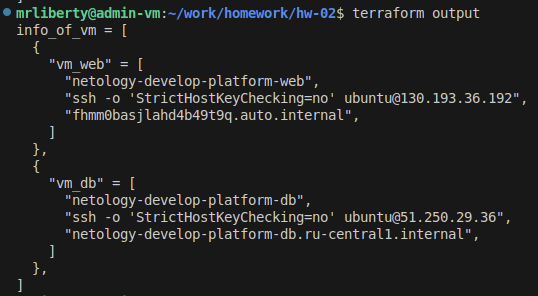 mrliberty@admin-vm:~/work/homework/hw-02$ terraform output
info_of_vm = [
  {
    "vm_web" = [
      "netology-develop-platform-web",
      "ssh -o 'StrictHostKeyChecking=no' ubuntu@130.193.36.192",
      "fhmm0basjlahd4b49t9q.auto.internal",
    ]
  },
  {
    "vm_db" = [
      "netology-develop-platform-db",
      "ssh -o 'StrictHostKeyChecking=no' ubuntu@51.250.29.36",
      "netology-develop-platform-db.ru-central1.internal",
    ]
  },
]